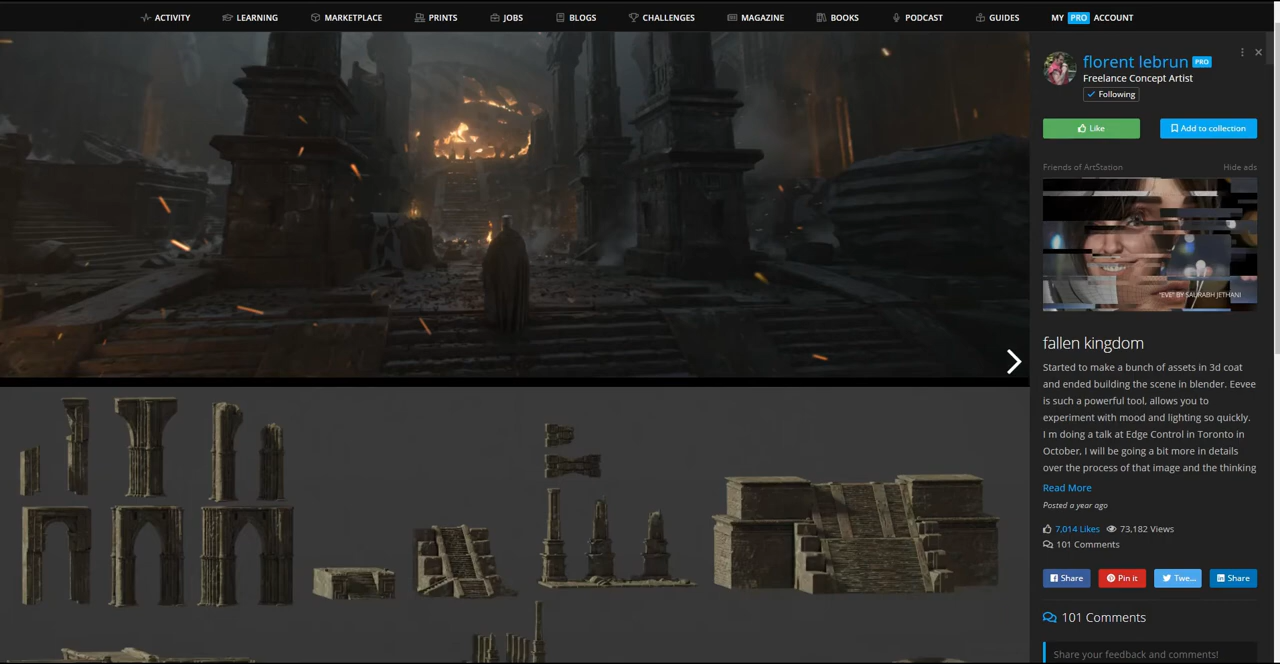 ACTIVITY LEARNING MARKETPLACE PRINTS JOBS BLOGS CHALLENGES MAGAZINE BOOKS PODCAST GUIDES MY PRO ACCOUNT
florent lebrun PRO
Freelance Concept Artist
Following
Like Add to collection
Friends of ArtStation Hide ads
"EVE" BY SAURABH JETHANI
fallen kingdom
Started to make a bunch of assets in 3d coat
and ended building the scene in blender. Eevee
is such a powerful tool, allows you to
experiment with mood and lighting so quickly.
I m doing a talk at Edge Control in Toronto in
October, I will be going a bit more in details
over the process of that image and the thinking
Read More
Posted a year ago
7,014 Likes 73,182 Views
101 Comments
Share Pin it Twe... Share
101 Comments
Share your feedback and comments!